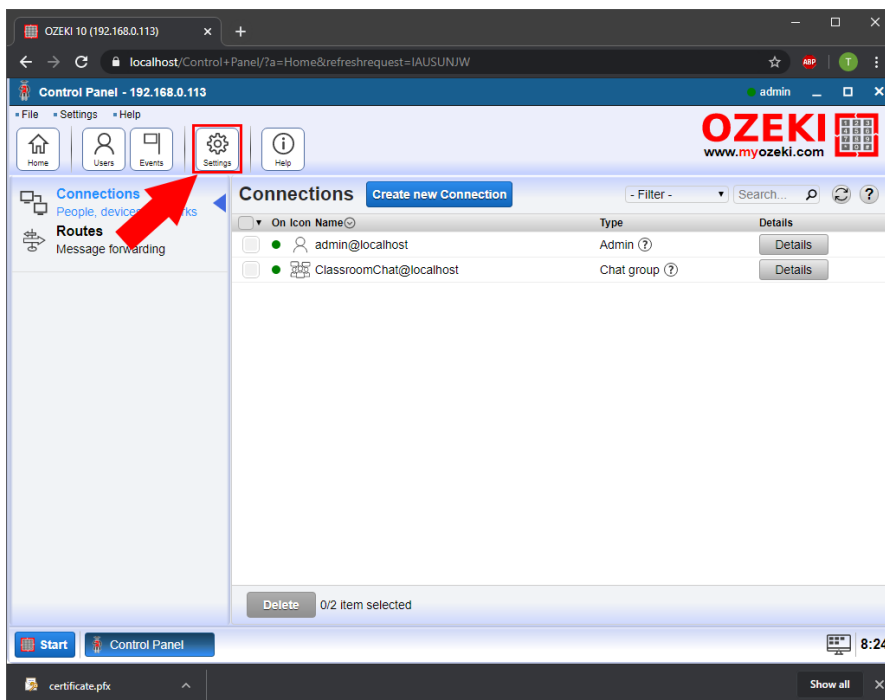 OZEKI 10 (192.168.0.113)
localhost/Control+Panel/?a=Home&refreshrequest=IAUSUNJW
ABP
T
Control Panel - 192.168.0.113
admin
File Settings Help
Home
Users
Events
Settings
Help
OZEKI
www.myozeki.com
Connections
People, devices
rks
Routes
Message forwarding
Connections
Create new Connection
- Filter -
Search...
?
On Icon Name Type Details
admin@localhost Admin ? Details
ClassroomChat@localhost Chat group ? Details
Delete 0/2 item selected
Start
Control Panel
8:24
certificate.pfx
Show all